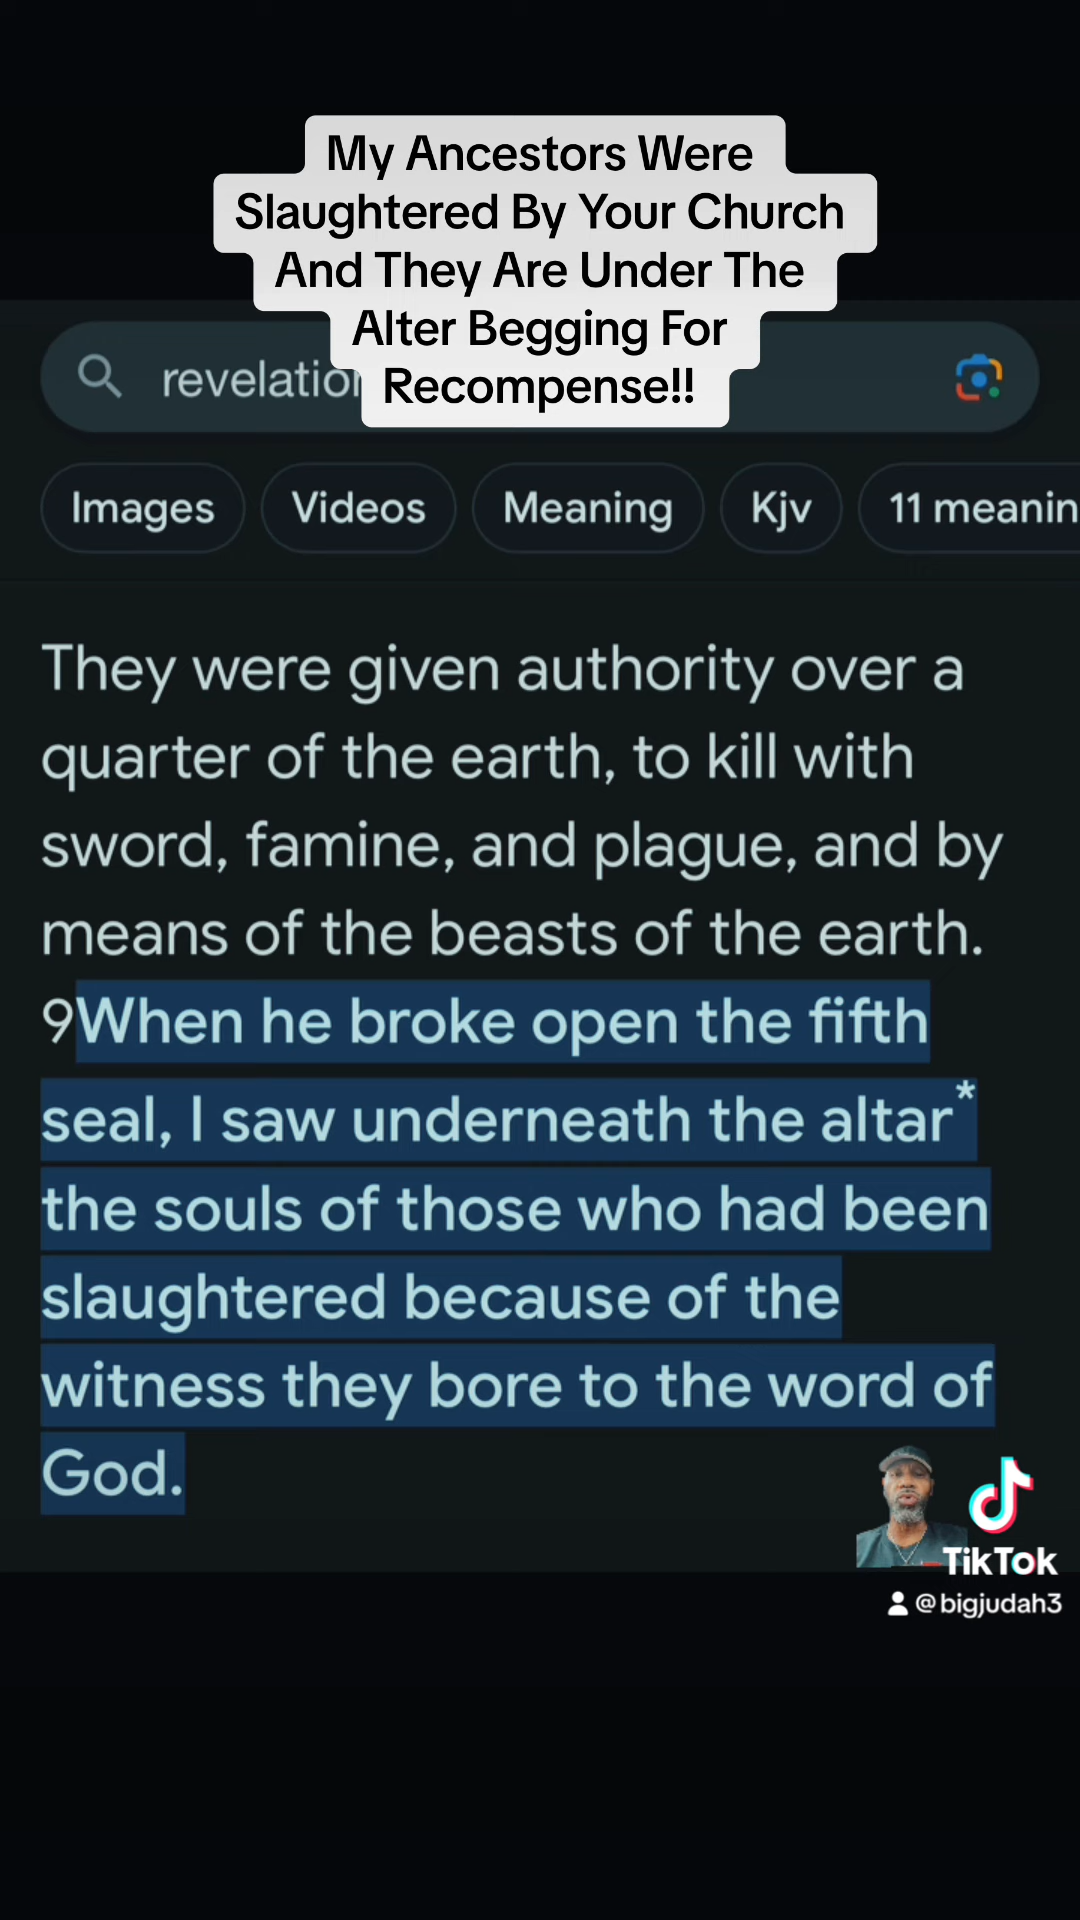 My Ancestors Were
Slaughtered By Your Church
And They Are Under The
Alter Begging For
Recompense!!
revelation
Images
Videos
Meaning
Kjv
11 meanin
They were given authority over a
quarter of the earth, to kill with
sword, famine, and plague, and by
means of the beasts of the earth.
9When he broke open the fifth
seal, I saw underneath the altar*
the souls of those who had been
slaughtered because of the
witness they bore to the word of
God.
TikTok
@bigjudah3